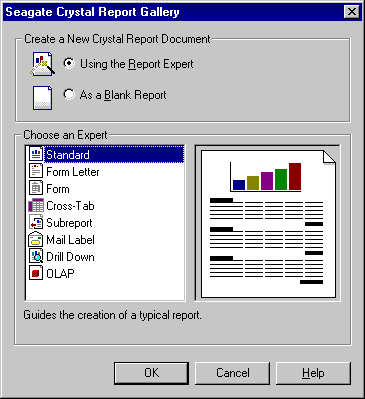 Seagate Crystal Report Gallery
Create a New Crystal Report Document
Using the Report Expert
As a Blank Report
Choose an Expert
Standard
Form Letter
Form
Cross-Tab
Subreport
Mail Label
Drill Down
OLAP
Guides the creation of a typical report.
OK
Cancel
Help